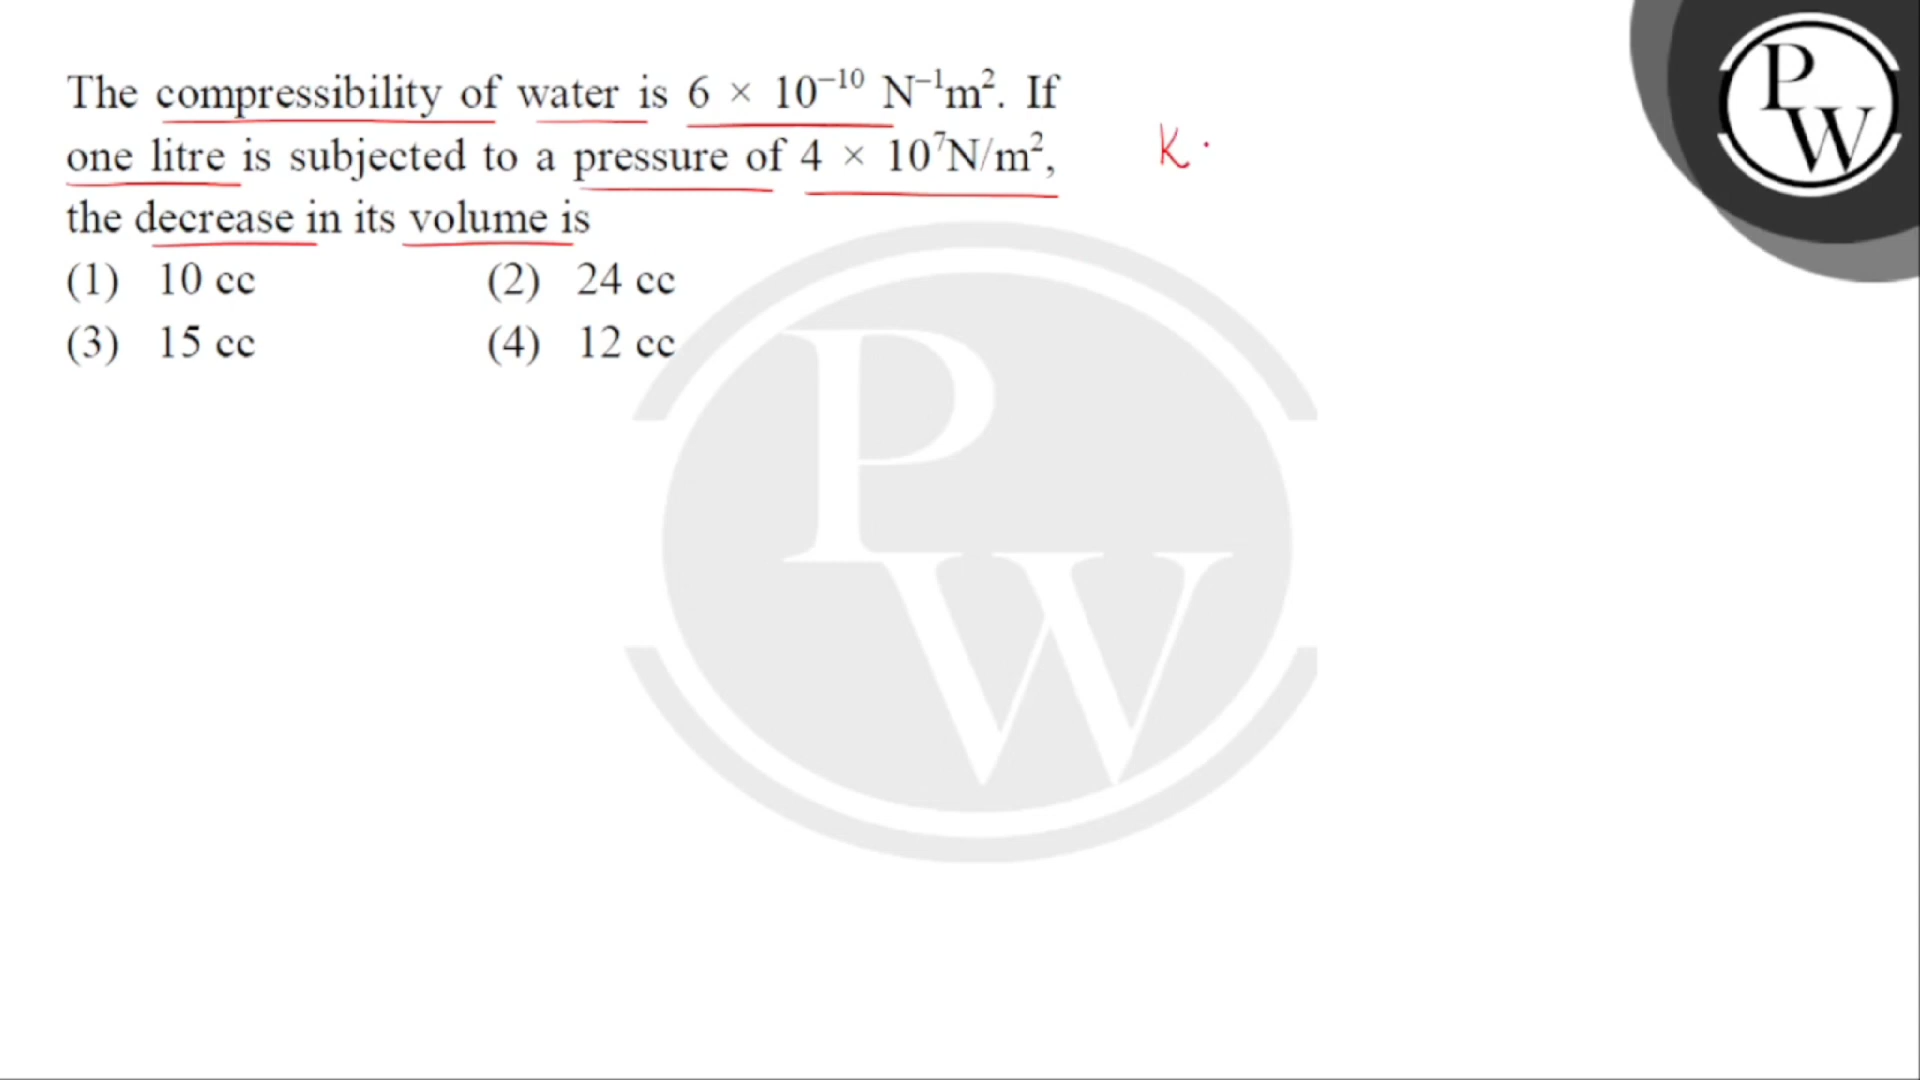 The compressibility of water is 6 × 10⁻¹⁰ N⁻¹m². If
one litre is subjected to a pressure of 4 × 10⁷N/m²,
the decrease in its volume is
(1) 10 cc (2) 24 cc
(3) 15 cc (4) 12 cc
K ·
PW
PW